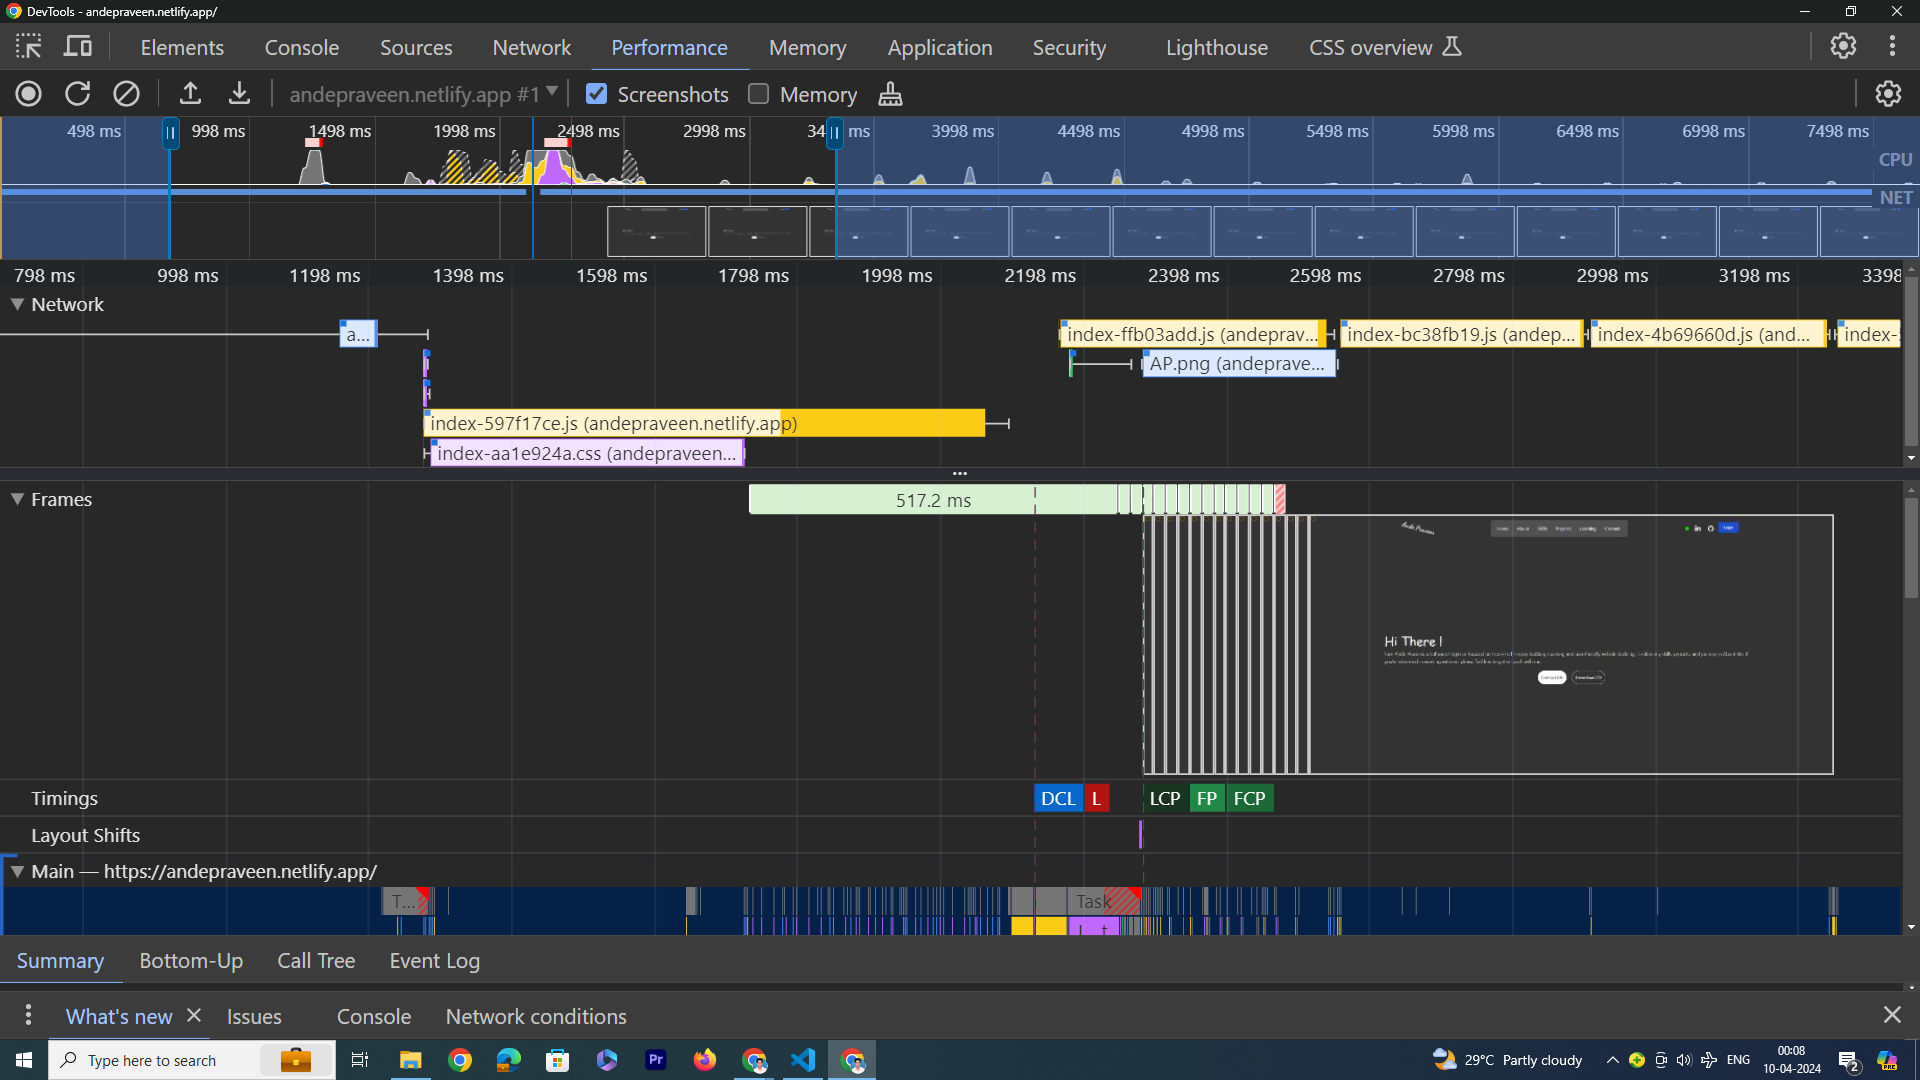 DevTools - andepraveen.netlify.app/
Elements Console Sources Network Performance Memory Application Security Lighthouse CSS overview
andepraveen.netlify.app #1 Screenshots Memory
498 ms 998 ms 1498 ms 1998 ms 2498 ms 2998 ms 34 ms 3998 ms 4498 ms 4998 ms 5498 ms 5998 ms 6498 ms 6998 ms 7498 ms
CPU
NET
798 ms 998 ms 1198 ms 1398 ms 1598 ms 1798 ms 1998 ms 2198 ms 2398 ms 2598 ms 2798 ms 2998 ms 3198 ms 3398
Network
a... index-ffb03add.js (andeprav... index-bc38fb19.js (andep... index-4b69660d.js (and... index-
AP.png (andeprave...
index-597f17ce.js (andepraveen.netlify.app)
index-aa1e924a.css (andepraveen...
Frames 517.2 ms
Hi There !
Timings DCL L LCP FP FCP
Layout Shifts
Main — https://andepraveen.netlify.app/
T... Task
Summary Bottom-Up Call Tree Event Log
What's new Issues Console Network conditions
Type here to search Pr 29°C Partly cloudy ENG 00:08
10-04-2024 2